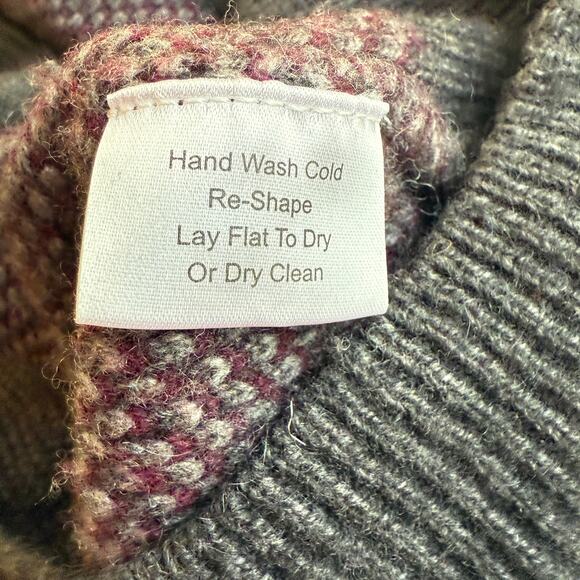 Hand Wash Cold
Re-Shape
Lay Flat To Dry
Or Dry Clean